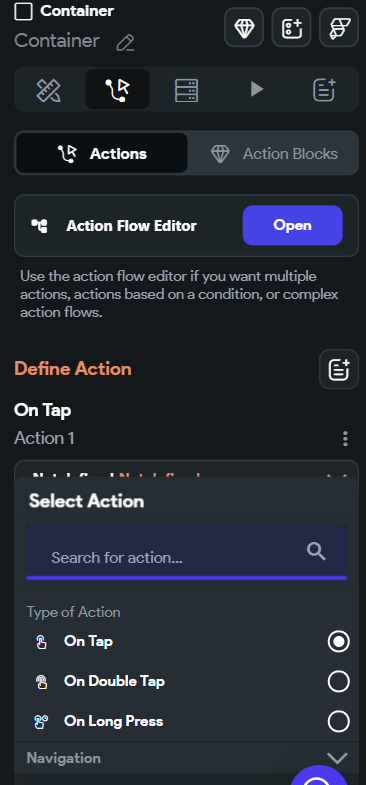 Container
Container
Actions
Action Blocks
Action Flow Editor
Open
Use the action flow editor if you want multiple
actions, actions based on a condition, or complex
action flows.
Define Action
On Tap
Action 1
Select Action
Search for action...
Type of Action
On Tap
On Double Tap
On Long Press
Navigation